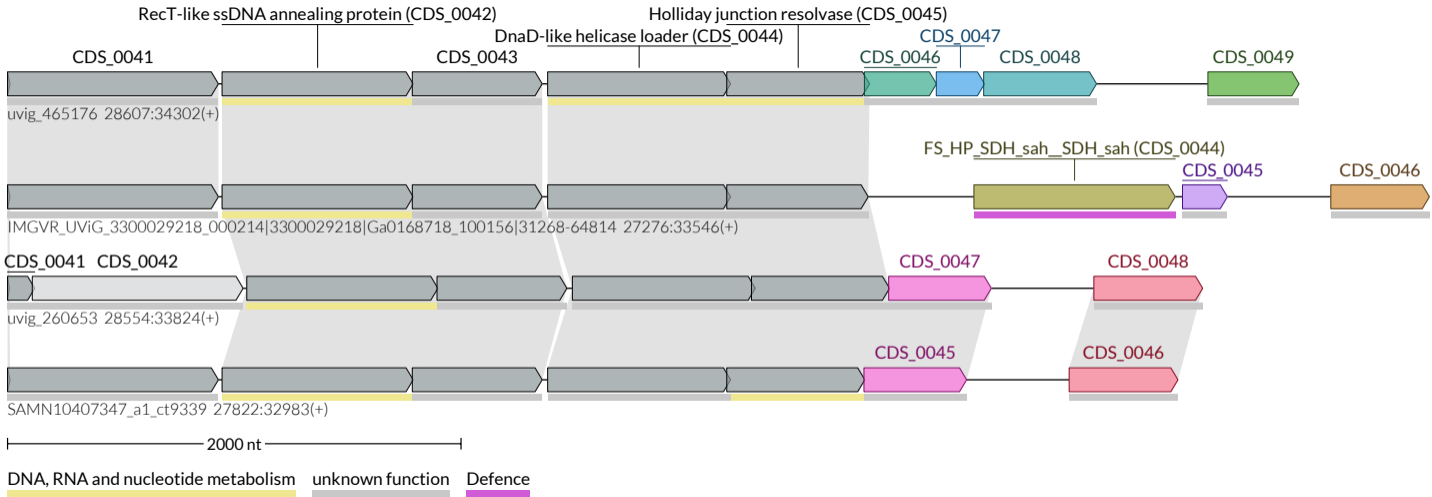 RecT-like ssDNA annealing protein (CDS_0042) Holliday junction resolvase (CDS_0045)
DnaD-like helicase loader (CDS_0044) CDS_0047
CDS_0041 CDS_0043 CDS_0046 CDS_0048 CDS_0049
uvig_465176 28607:34302(+)
FS_HP_SDH_sah__SDH_sah (CDS_0044)
CDS_0045 CDS_0046
IMGVR_UViG_3300029218_000214|3300029218|Ga0168718_100156|31268-64814 27276:33546(+)
CDS_0041 CDS_0042 CDS_0047 CDS_0048
uvig_260653 28554:33824(+)
CDS_0045 CDS_0046
SAMN10407347_a1_ct9339 27822:32983(+)
2000 nt
DNA, RNA and nucleotide metabolism unknown function Defence